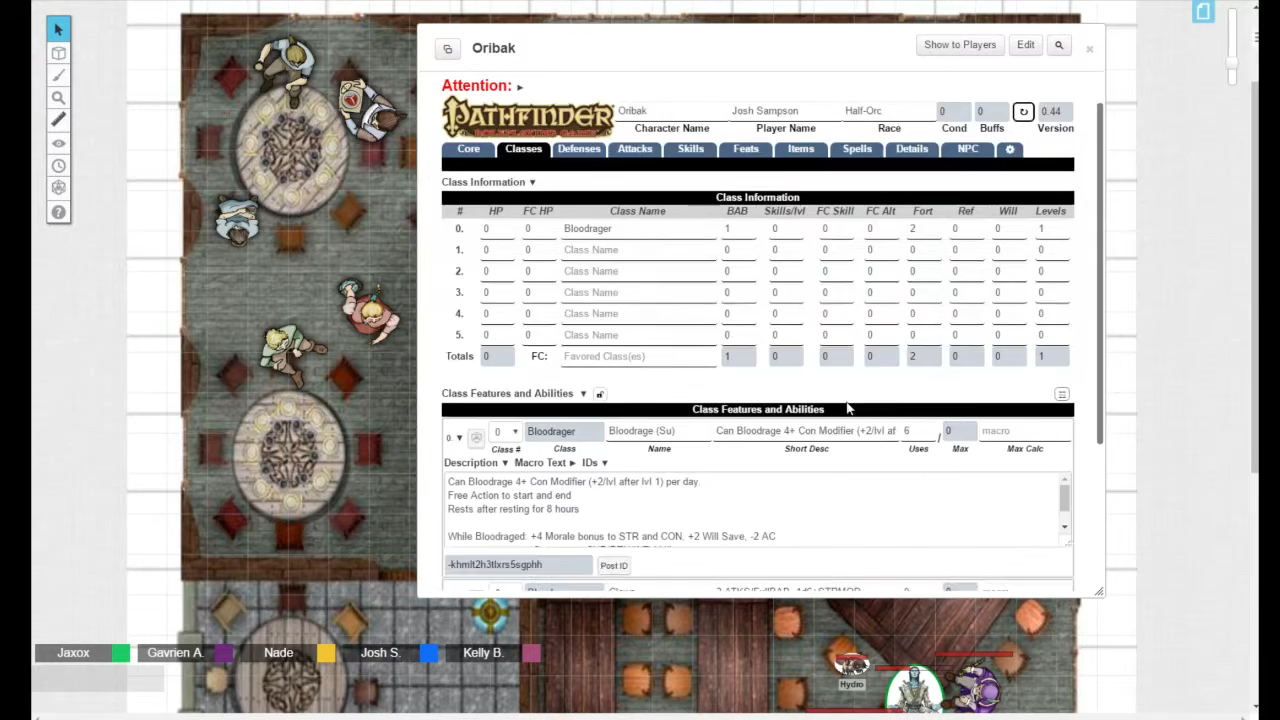 Oribak
Show to Players
Edit
Attention:
PATHFINDER
ROLEPLAYING GAME
Oribak Josh Sampson Half-Orc 0 0 0.44
Character Name Player Name Race Cond Buffs Version
Core Classes Defenses Attacks Skills Feats Items Spells Details NPC
Class Information
Class Information
# HP FC HP Class Name BAB Skills/lvl FC Skill FC Alt Fort Ref Will Levels
0. 0 0 Bloodrager 1 0 0 0 2 0 0 1
1. 0 0 Class Name 0 0 0 0 0 0 0 0
2. 0 0 Class Name 0 0 0 0 0 0 0 0
3. 0 0 Class Name 0 0 0 0 0 0 0 0
4. 0 0 Class Name 0 0 0 0 0 0 0 0
5. 0 0 Class Name 0 0 0 0 0 0 0 0
Totals 0 FC: Favored Class(es) 1 0 0 0 2 0 0 1
Class Features and Abilities
Class Features and Abilities
0. 0 Bloodrager Bloodrage (Su) Can Bloodrage 4+ Con Modifier (+2/lvl af 6 / 0 macro
Class # Class Name Short Desc Uses Max Max Calc
Description Macro Text IDs
Can Bloodrage 4+ Con Modifier (+2/lvl after lvl 1) per day.
Free Action to start and end
Rests after resting for 8 hours
While Bloodraged: +4 Morale bonus to STR and CON, +2 Will Save, -2 AC
-khmlt2h3tlxrs5sgphh Post ID
Jaxox Gavrien A. Nade Josh S. Kelly B.
Hydro